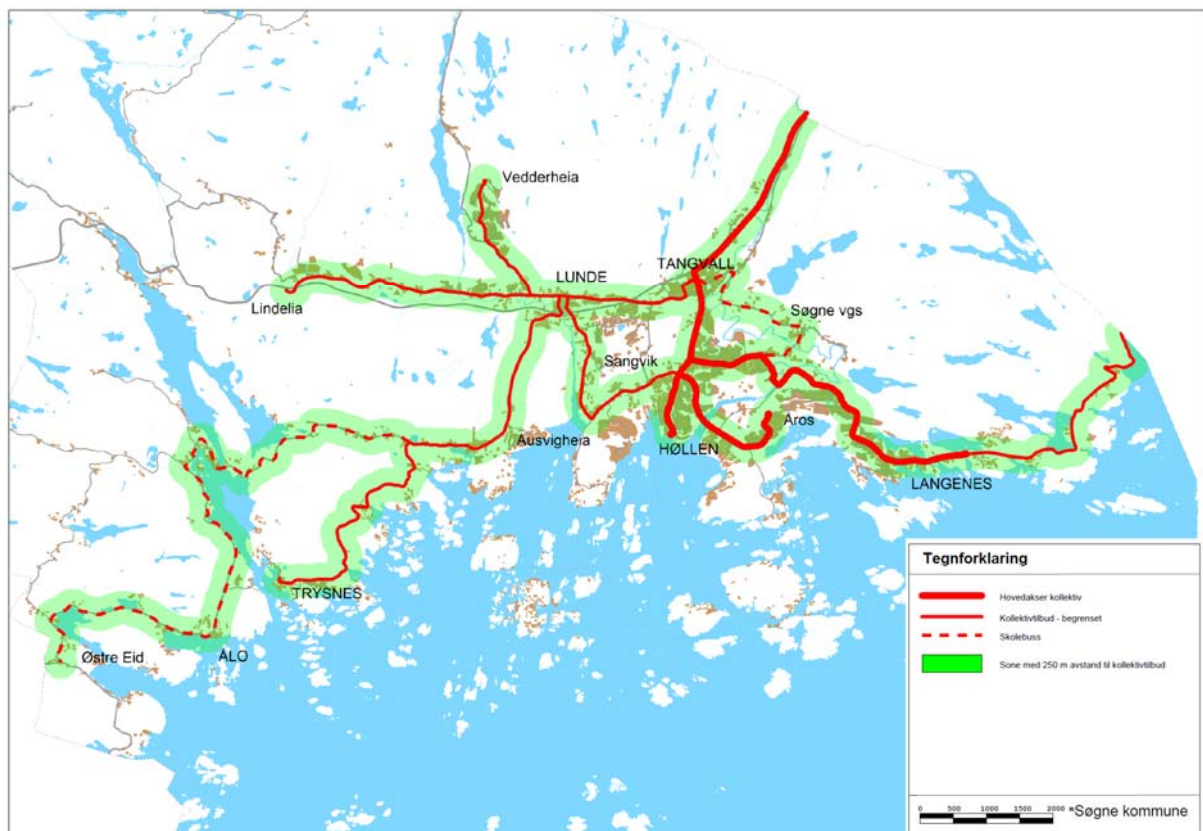 Vedderheia
LUNDE
TANGVALL
Lindelia
Søgne vgs
Sangvik
Ausvigheia
Åros
HØLLEN
LANGENES
TRYSNES
Østre Eid
ÅLO
Tegnforklaring
Hovedakser kollektiv
Kollektivtilbud - begrenset
Skolebuss
Sone med 250 m avstand til kollektivtilbud
0 500 1000 1500 2000 m
Søgne kommune